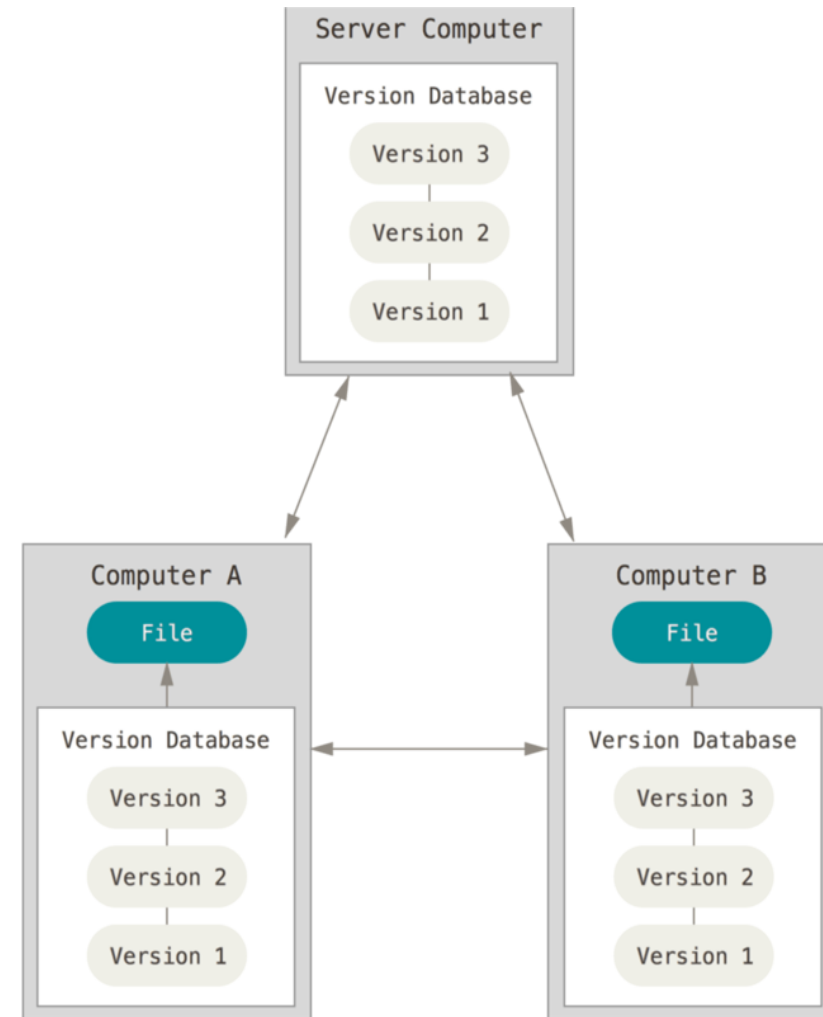 Server Computer
Version Database
Version 3
Version 2
Version 1
Computer A
File
Version Database
Version 3
Version 2
Version 1
Computer B
File
Version Database
Version 3
Version 2
Version 1